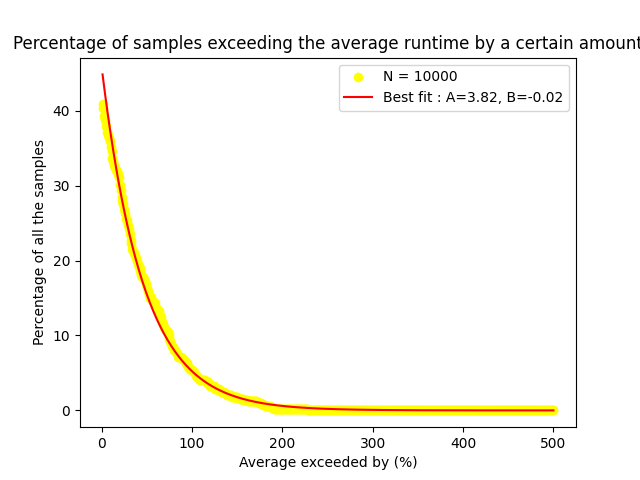 Percentage of samples exceeding the average runtime by a certain amount
N = 10000
Best fit : A=3.82, B=-0.02
Percentage of all the samples
40
30
20
10
0
0 100 200 300 400 500
Average exceeded by (%)